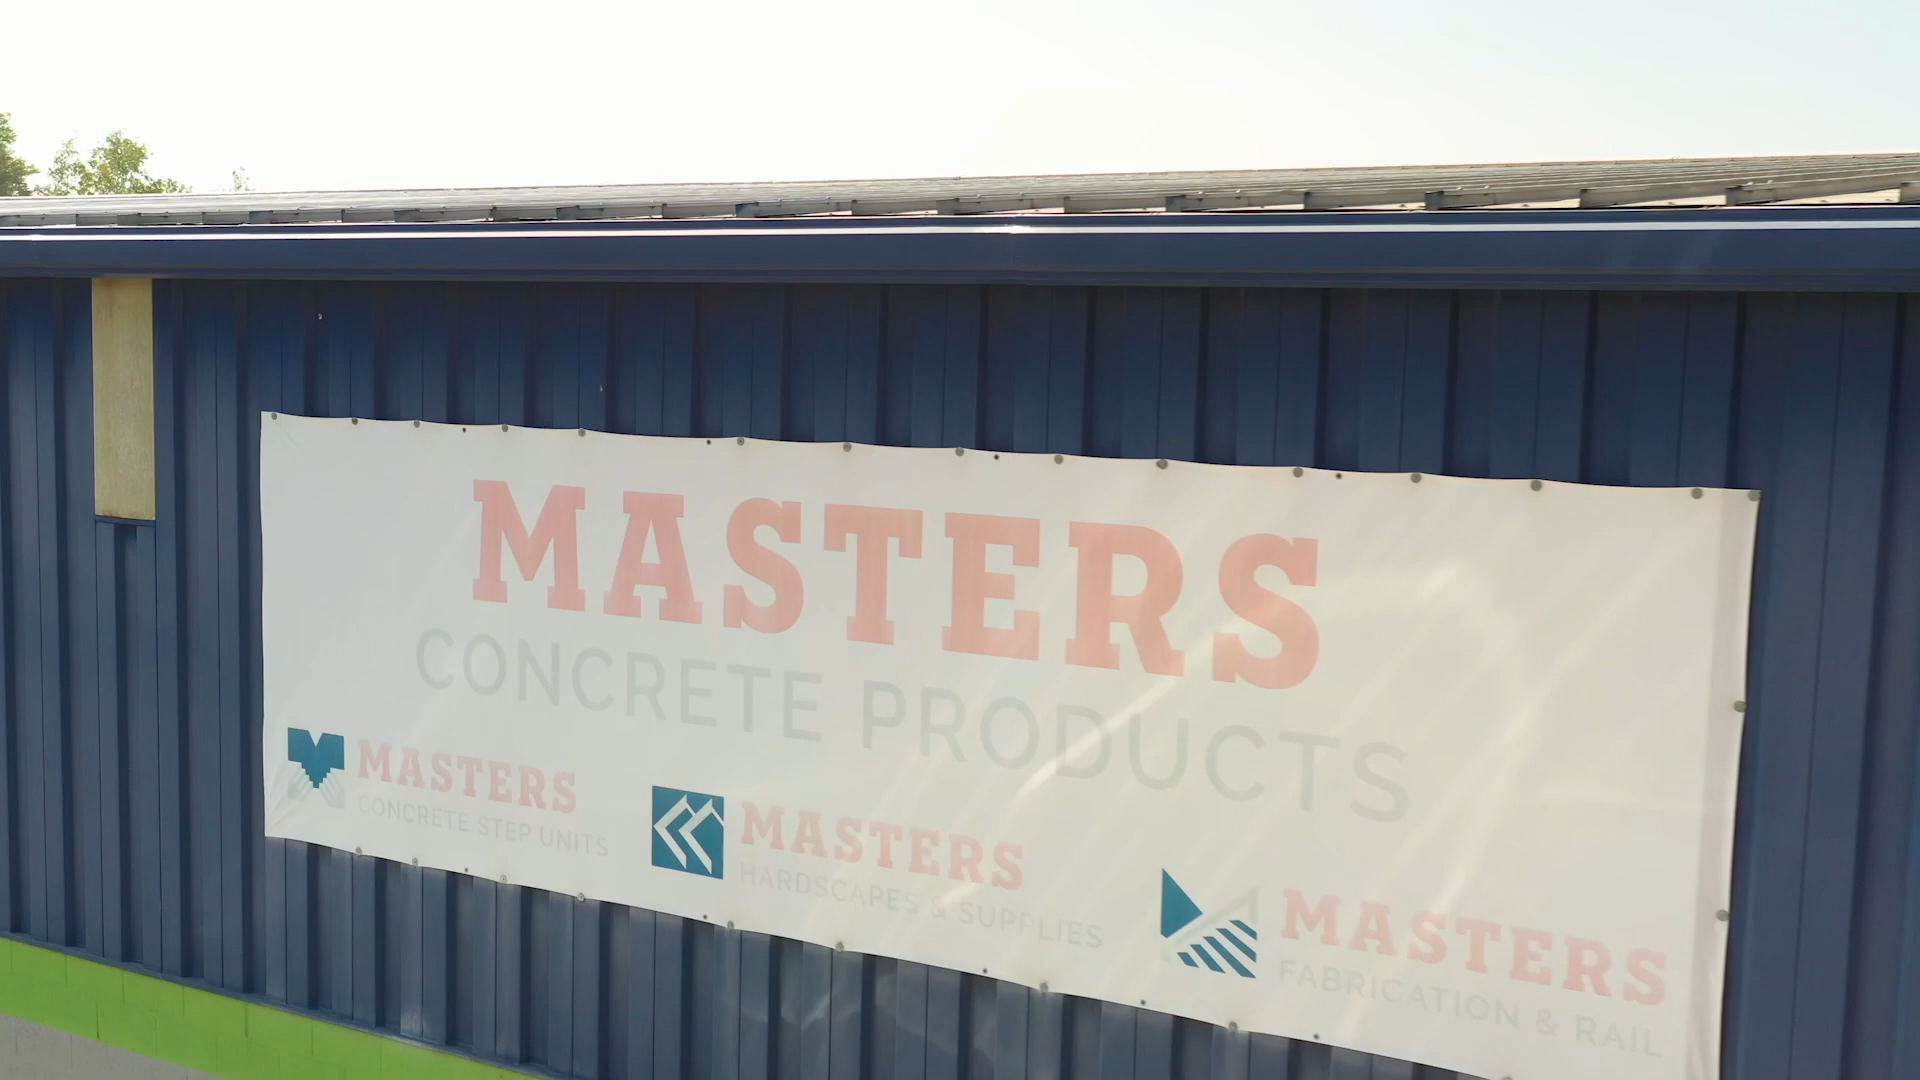 MASTERS
CONCRETE PRODUCTS
MASTERS
CONCRETE STEP UNITS
MASTERS
HARDSCAPES & SUPPLIES
MASTERS
FABRICATION & RAIL